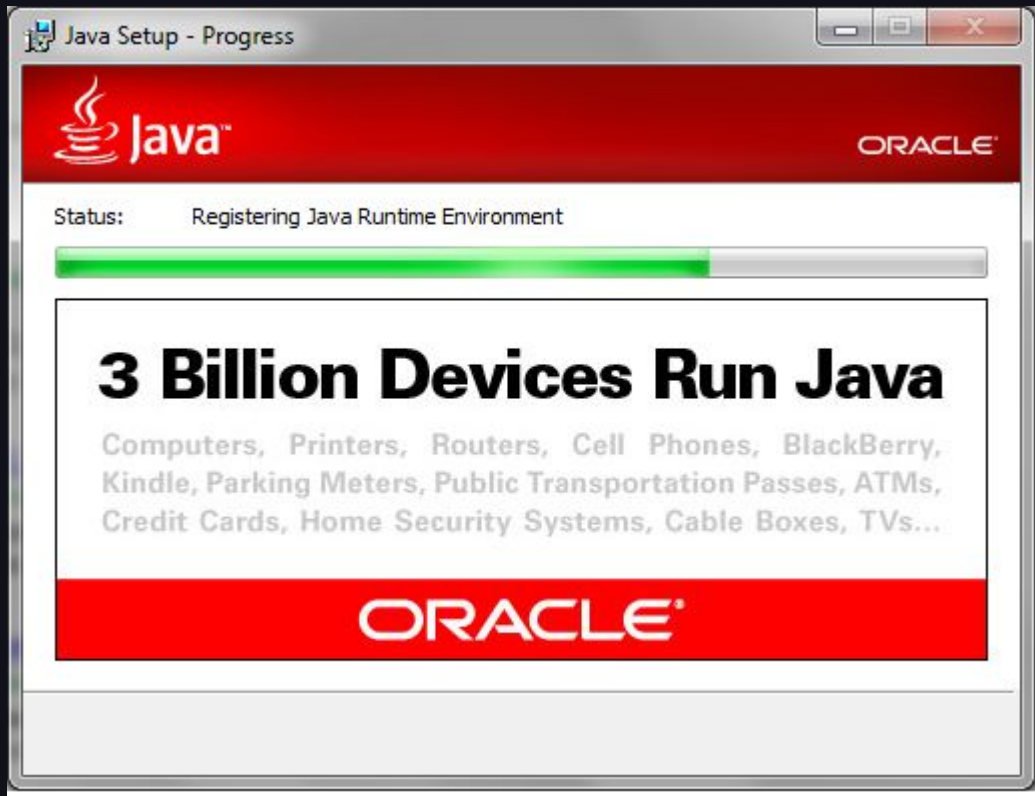 Java Setup - Progress
Java™
ORACLE®
Status: Registering Java Runtime Environment
3 Billion Devices Run Java
Computers, Printers, Routers, Cell Phones, BlackBerry,
Kindle, Parking Meters, Public Transportation Passes, ATMs,
Credit Cards, Home Security Systems, Cable Boxes, TVs...
ORACLE®